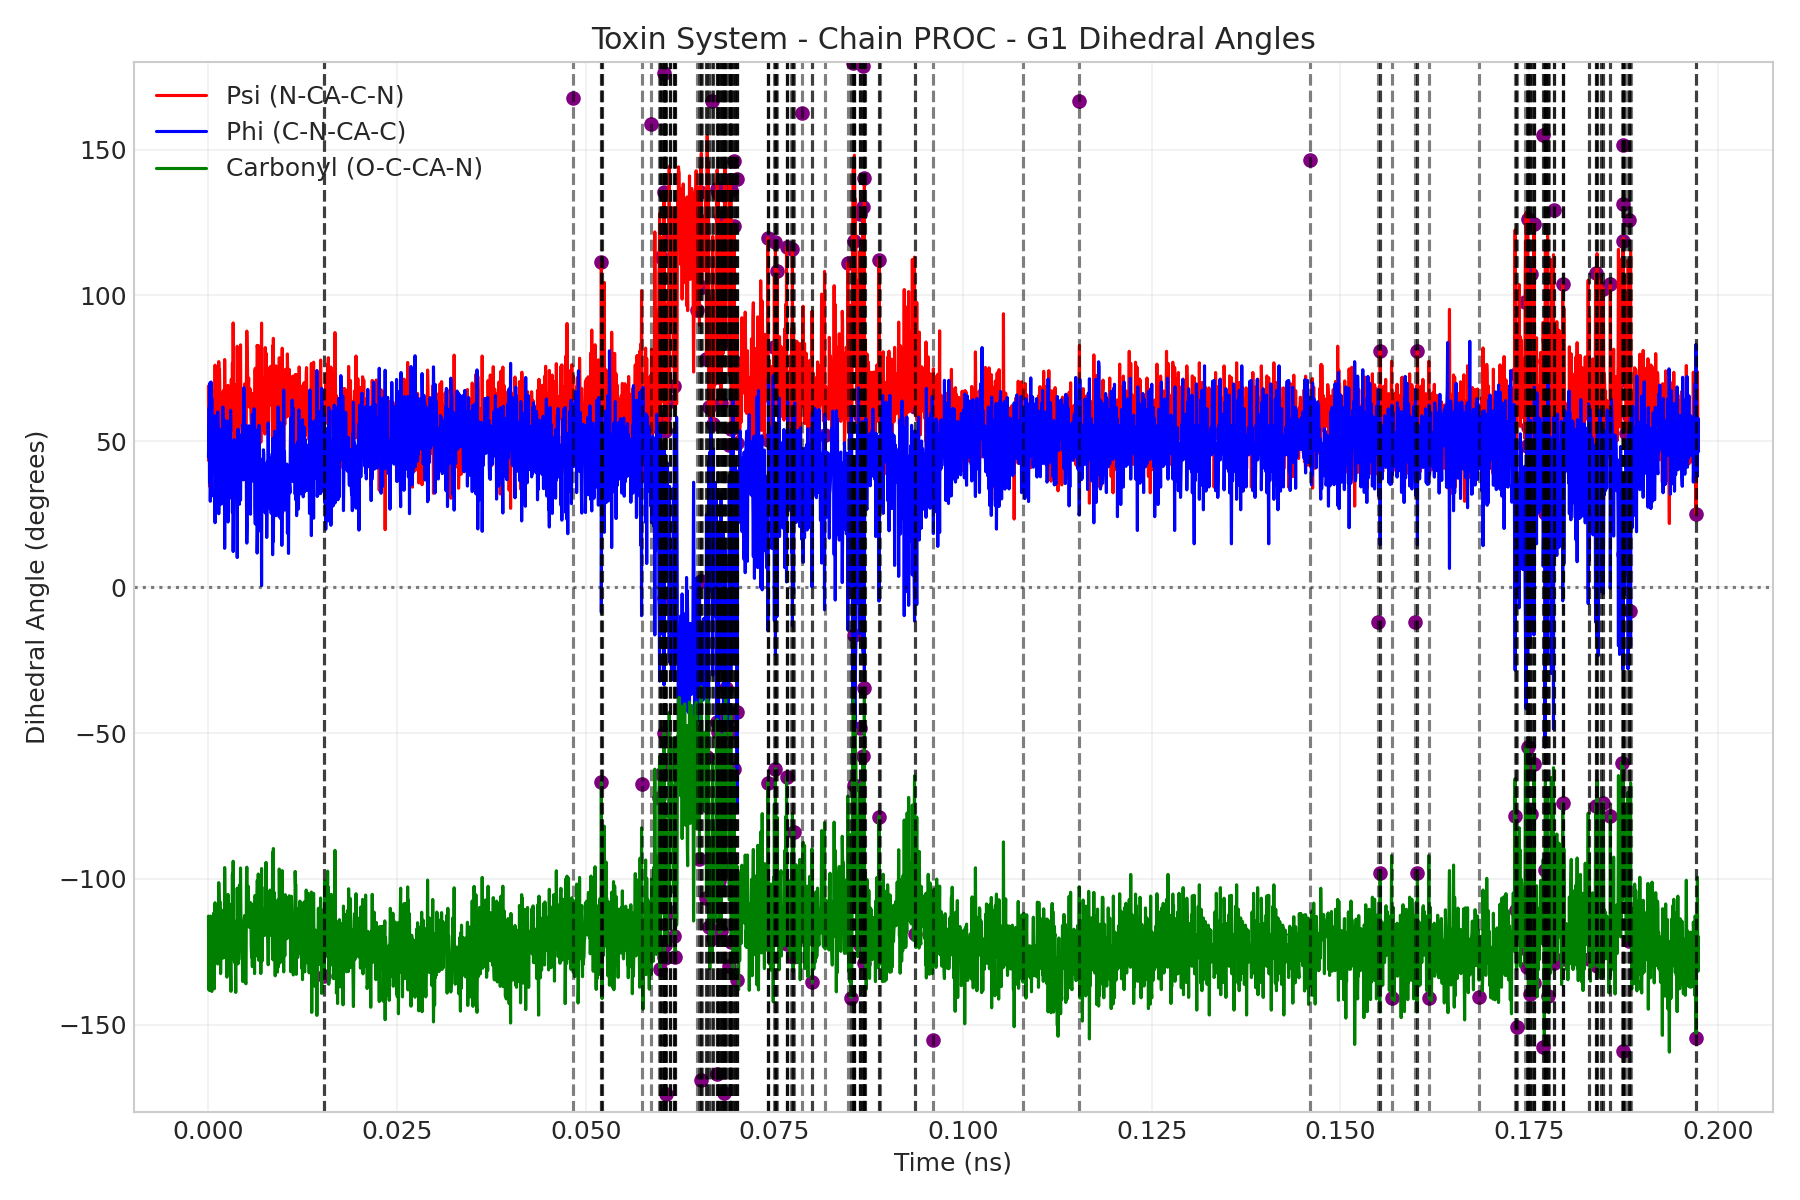 Toxin System - Chain PROC - G1 Dihedral Angles
Psi (N-CA-C-N)
Phi (C-N-CA-C)
Carbonyl (O-C-CA-N)
Dihedral Angle (degrees)
150
100
50
0
−50
−100
−150
0.000 0.025 0.050 0.075 0.100 0.125 0.150 0.175 0.200
Time (ns)